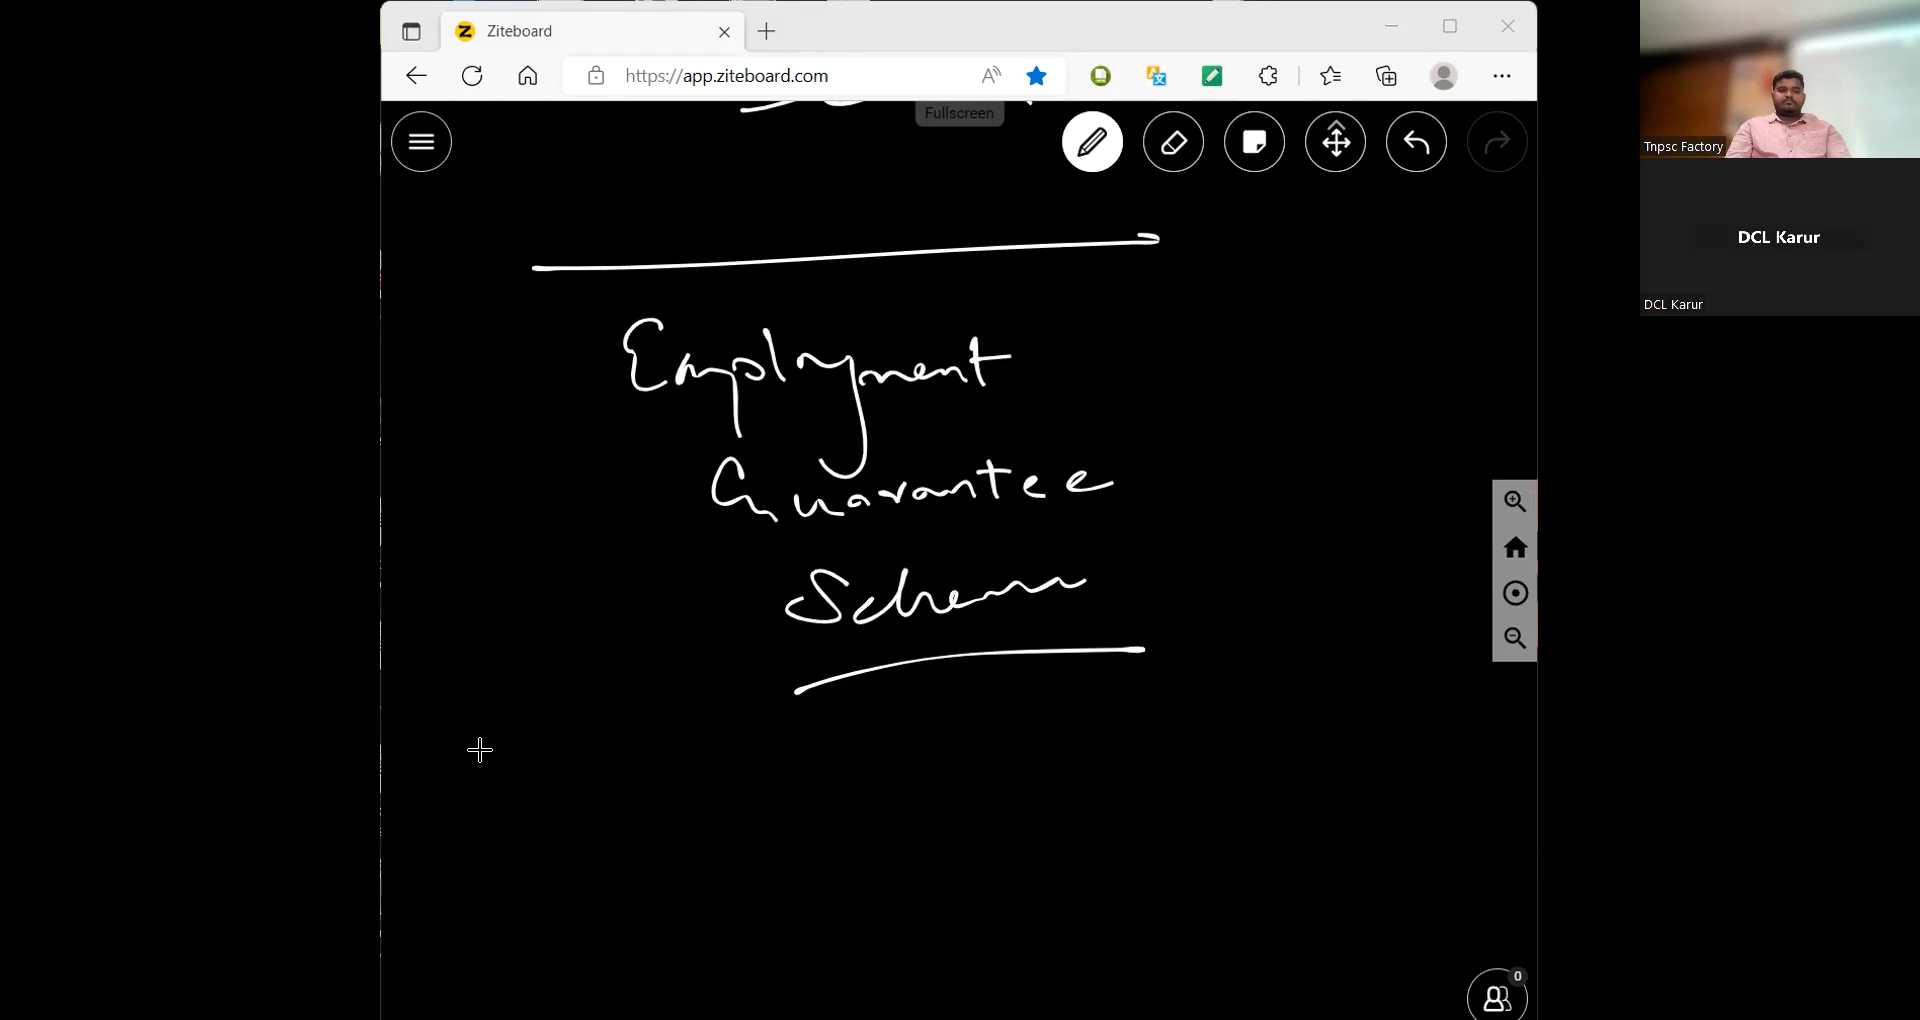 Ziteboard
https://app.ziteboard.com
Fullscreen
Employment
Guarantee
Scheme
0
Tnpsc Factory
DCL Karur
DCL Karur